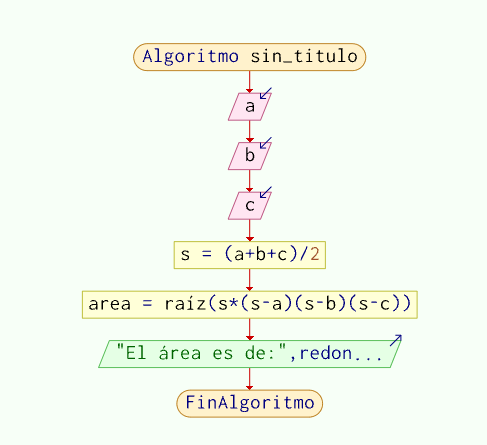 Algoritmo sin_titulo
a
b
c
s = (a+b+c)/2
area = raíz(s*(s-a)(s-b)(s-c))
"El área es de:",redon...
FinAlgoritmo